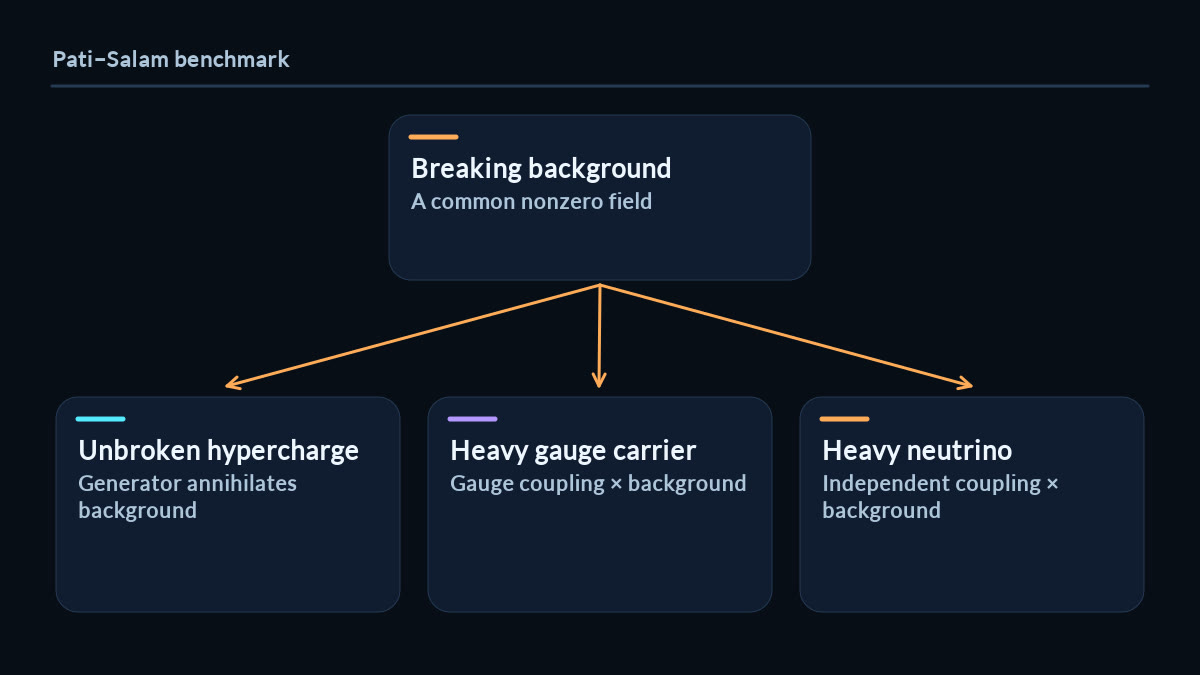 Pati–Salam benchmark
Breaking background
A common nonzero field
Unbroken hypercharge
Generator annihilates
background
Heavy gauge carrier
Gauge coupling × background
Heavy neutrino
Independent coupling ×
background